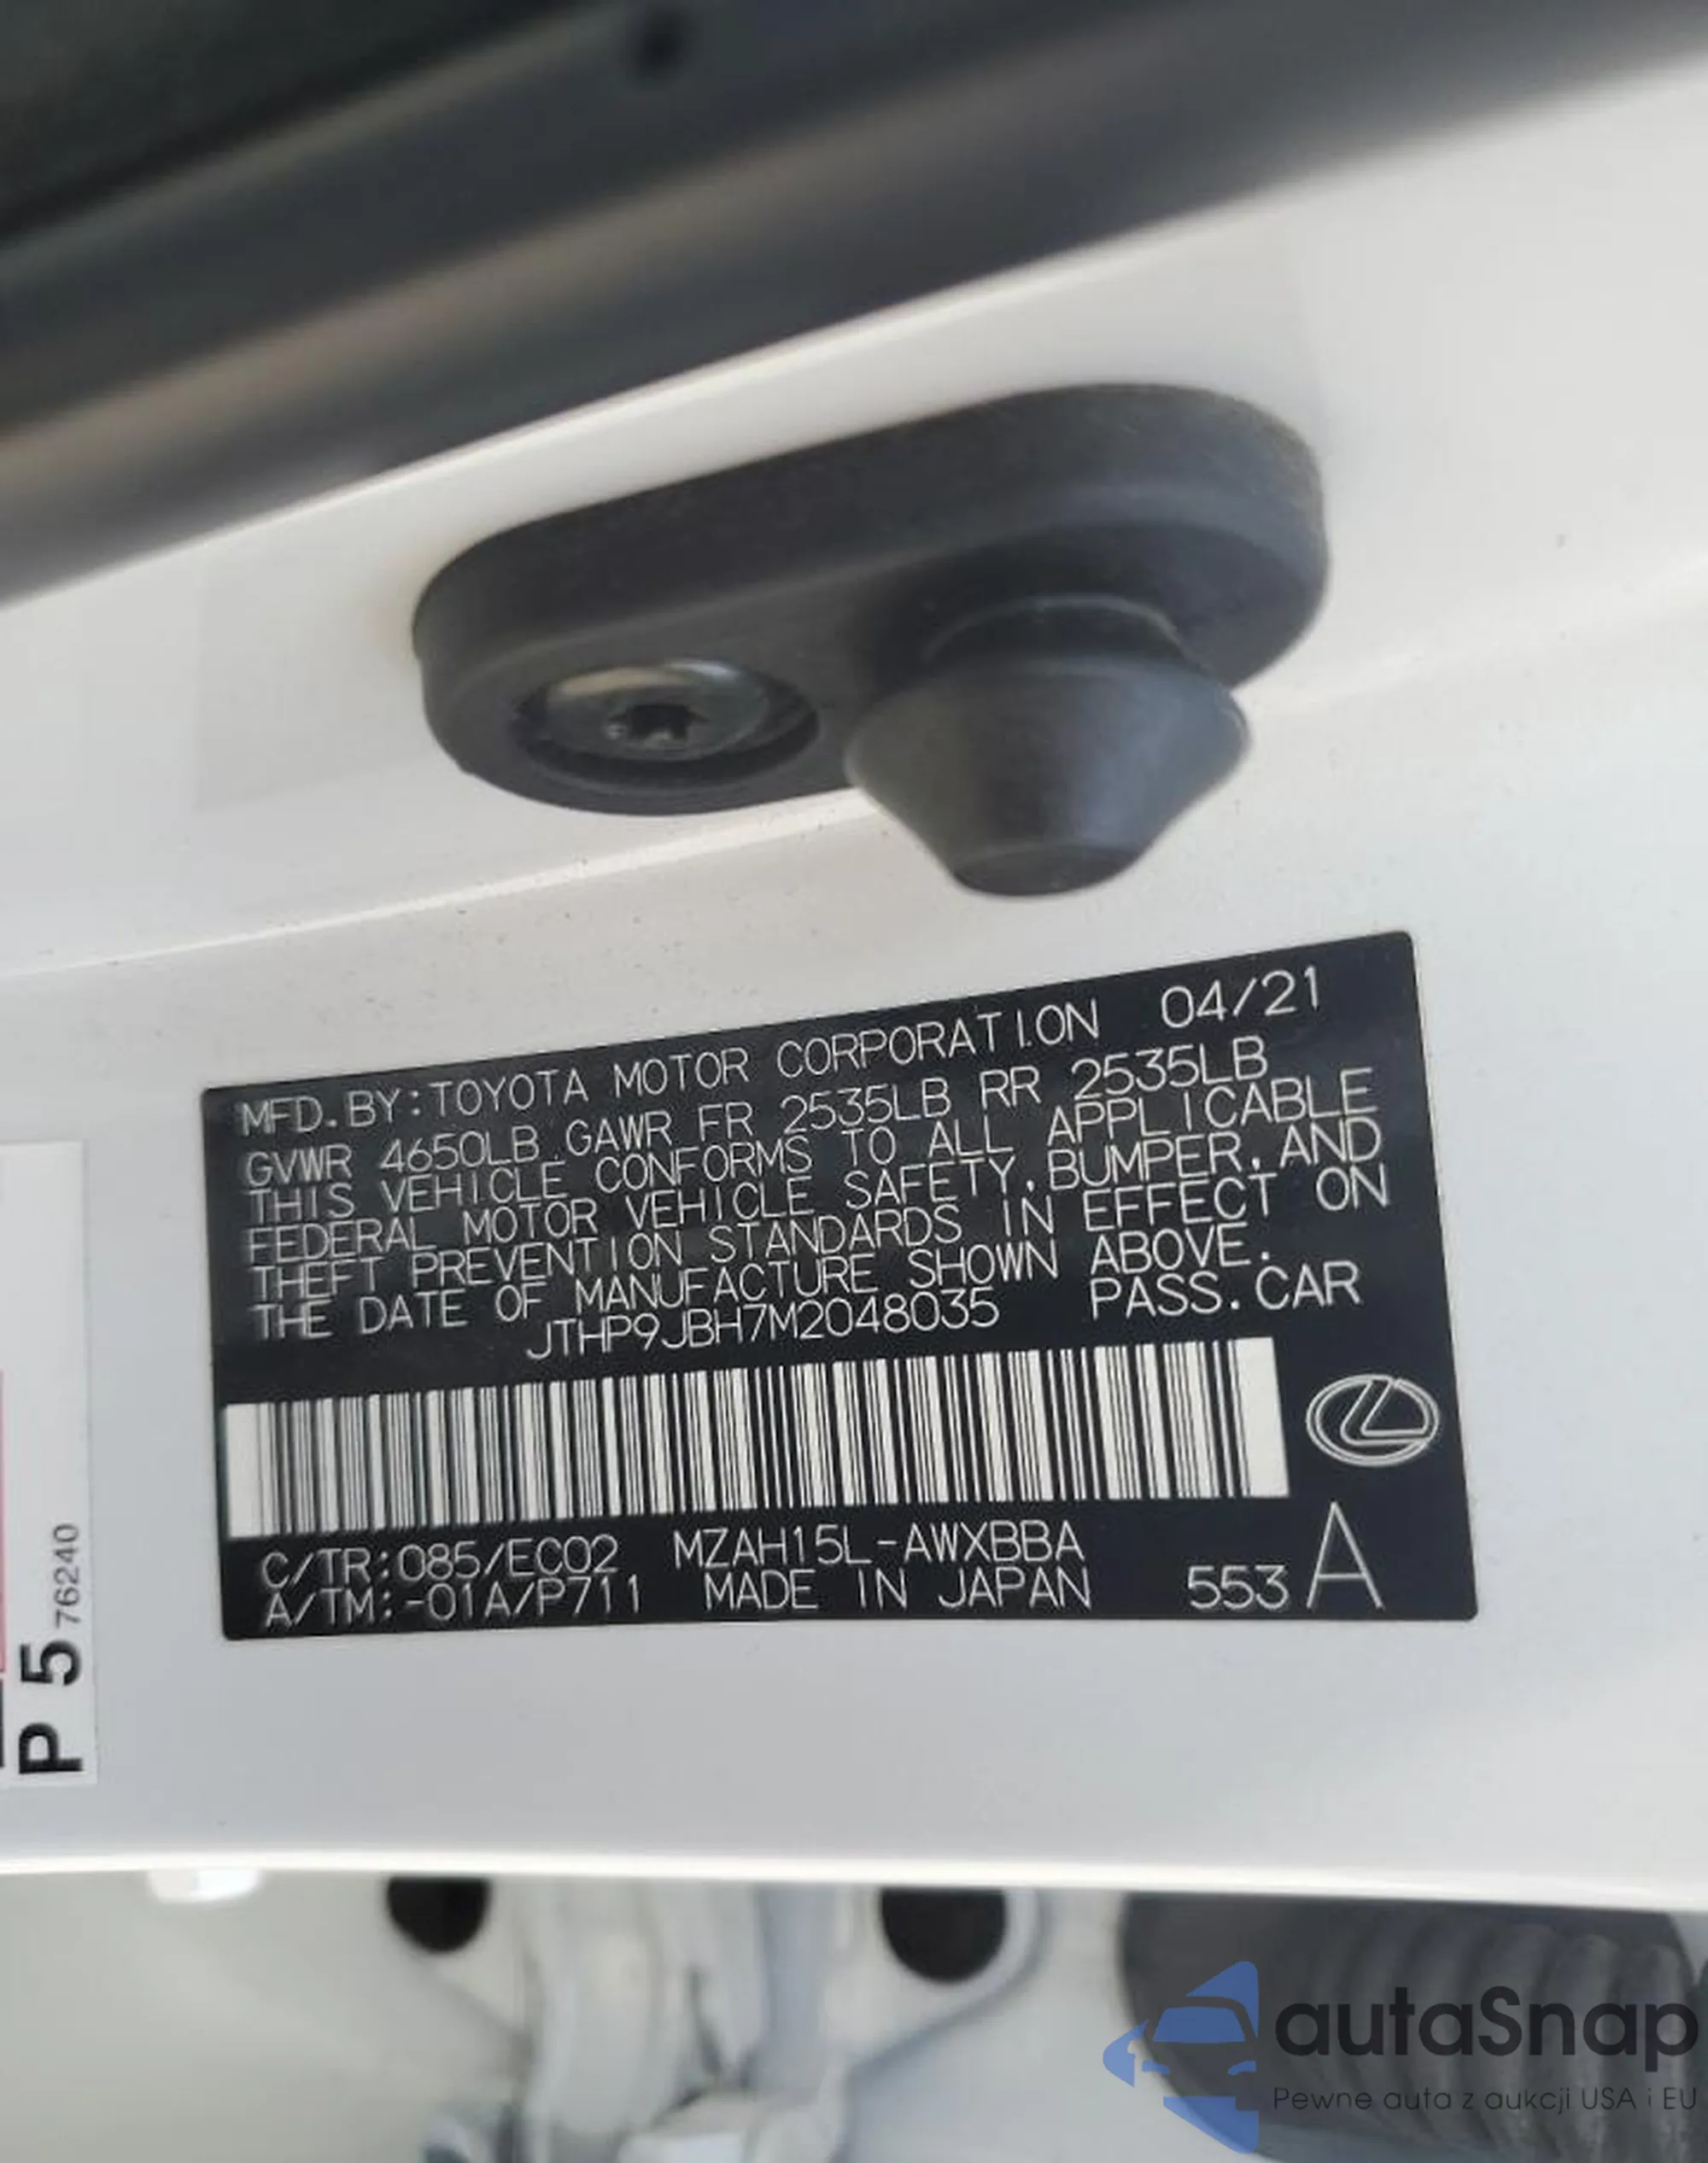 MFD.BY:TOYOTA MOTOR CORPORATION 04/21
GVWR 4650LB GAWR FR 2535LB RR 2535LB
THIS VEHICLE CONFORMS TO ALL APPLICABLE
FEDERAL MOTOR VEHICLE SAFETY, BUMPER, AND
THEFT PREVENTION STANDARDS IN EFFECT ON
THE DATE OF MANUFACTURE SHOWN ABOVE.
JTHP9JBH7M2048035 PASS.CAR
C/TR:085/EC02 MZAH15L-AWXBBA
A/TM:-01A/P711 MADE IN JAPAN 553 A
P 5 76240
autaSnap
Pewne auta z aukcji USA i EU